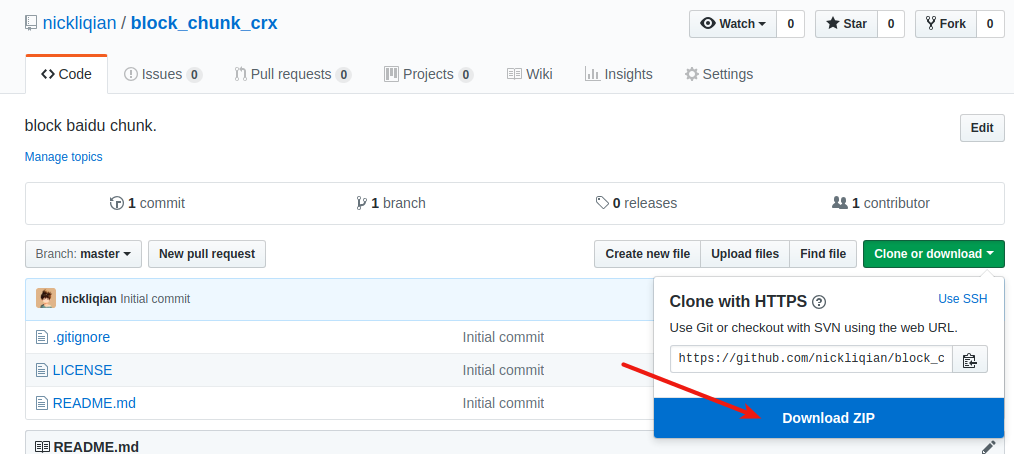 nickliqian / block_chunk_crx Watch 0 Star 0 Fork 0
Code Issues 0 Pull requests 0 Projects 0 Wiki Insights Settings
block baidu chunk. Edit
Manage topics
1 commit 1 branch 0 releases 1 contributor
Branch: master New pull request Create new file Upload files Find file Clone or download
nickliqian Initial commit
.gitignore Initial commit
LICENSE Initial commit
README.md Initial commit
README.md
Clone with HTTPS ? Use SSH
Use Git or checkout with SVN using the web URL.
https://github.com/nickliqian/block_c
Download ZIP